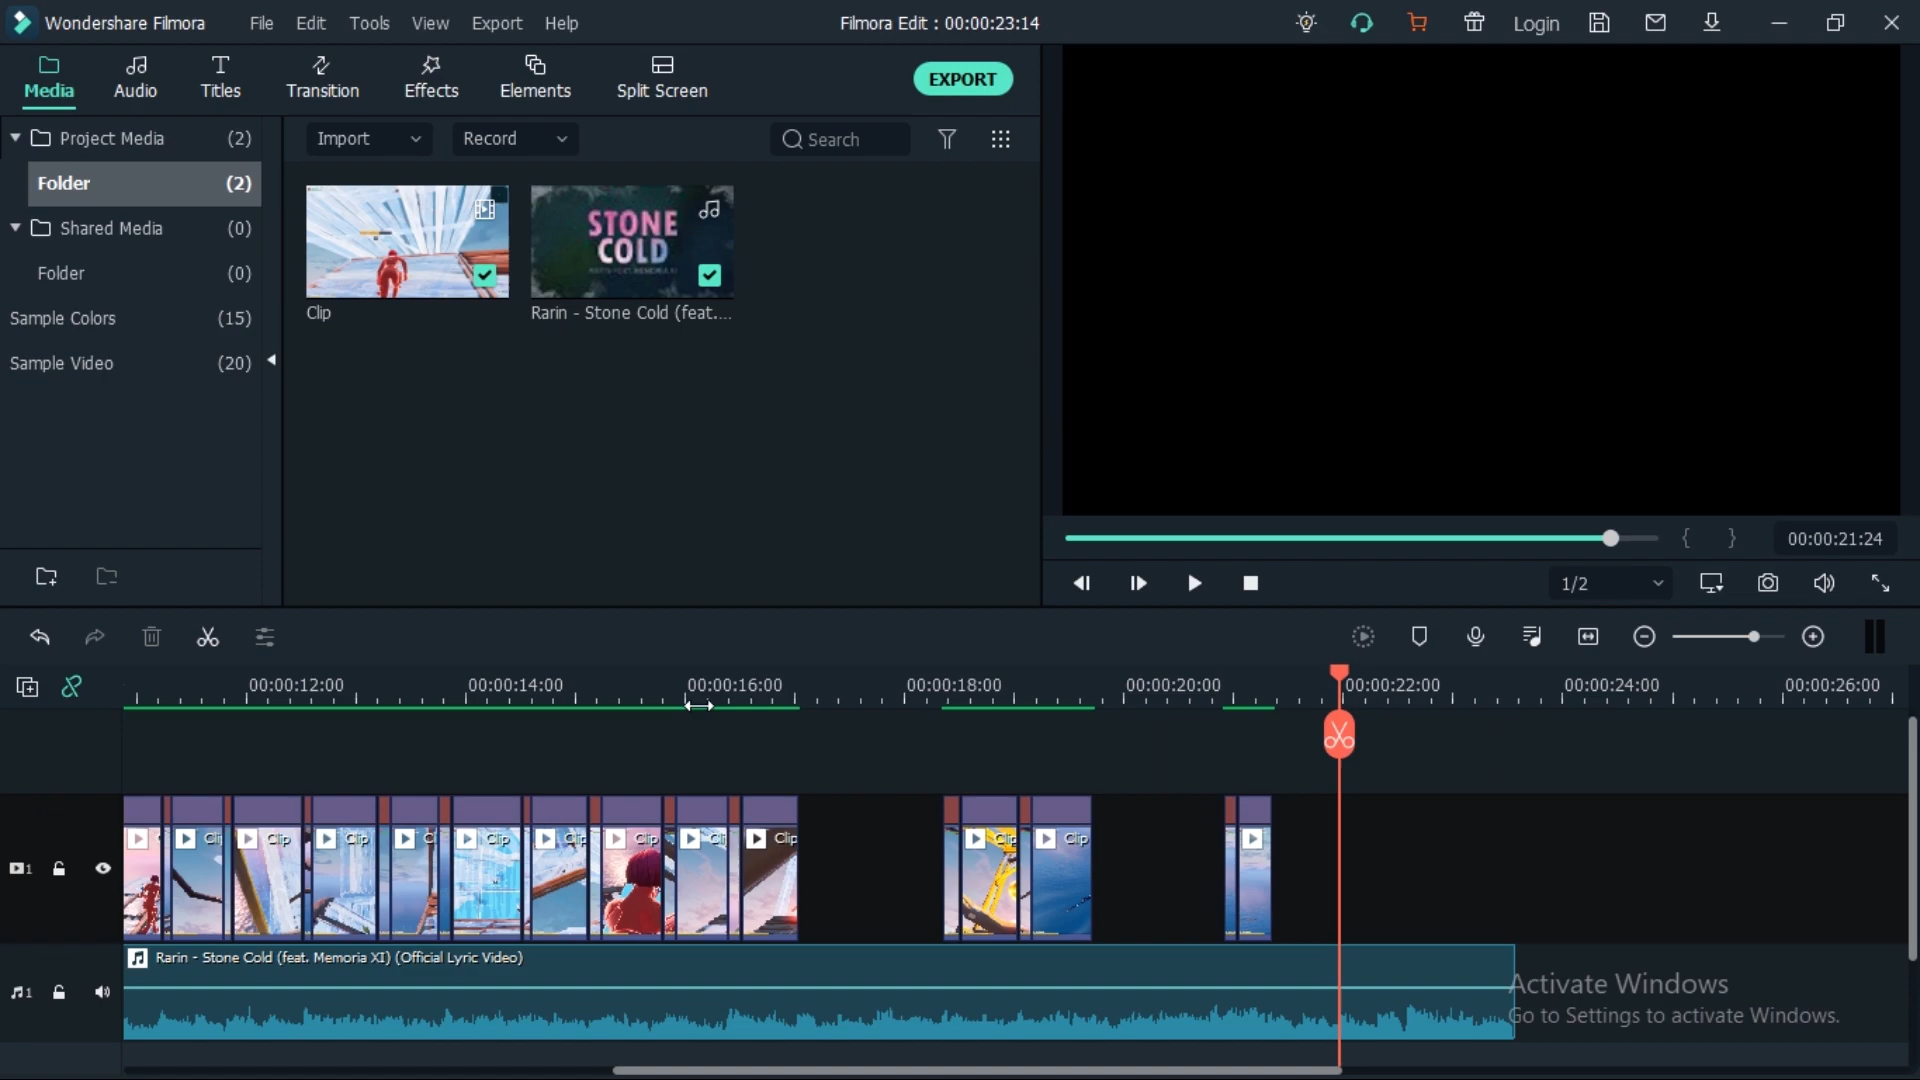 Wondershare Filmora File Edit Tools View Export Help Filmora Edit : 00:00:23:14 Login
Media Audio Titles Transition Effects Elements Split Screen EXPORT
Project Media (2) Import Record Search
Folder (2)
Shared Media (0)
Folder (0)
Sample Colors (15)
Sample Video (20)
STONE
COLD
Clip Rarin - Stone Cold (feat....
00:00:21:24
1/2
00:00:12:00 00:00:14:00 00:00:16:00 00:00:18:00 00:00:20:00 00:00:22:00 00:00:24:00 00:00:26:00
Cli Clip Clip C Clip Clip Clip Cli Clip Clip Clip
1
Rarin - Stone Cold (feat. Memoria XI) (Official Lyric Video)
1
Activate Windows
Go to Settings to activate Windows.